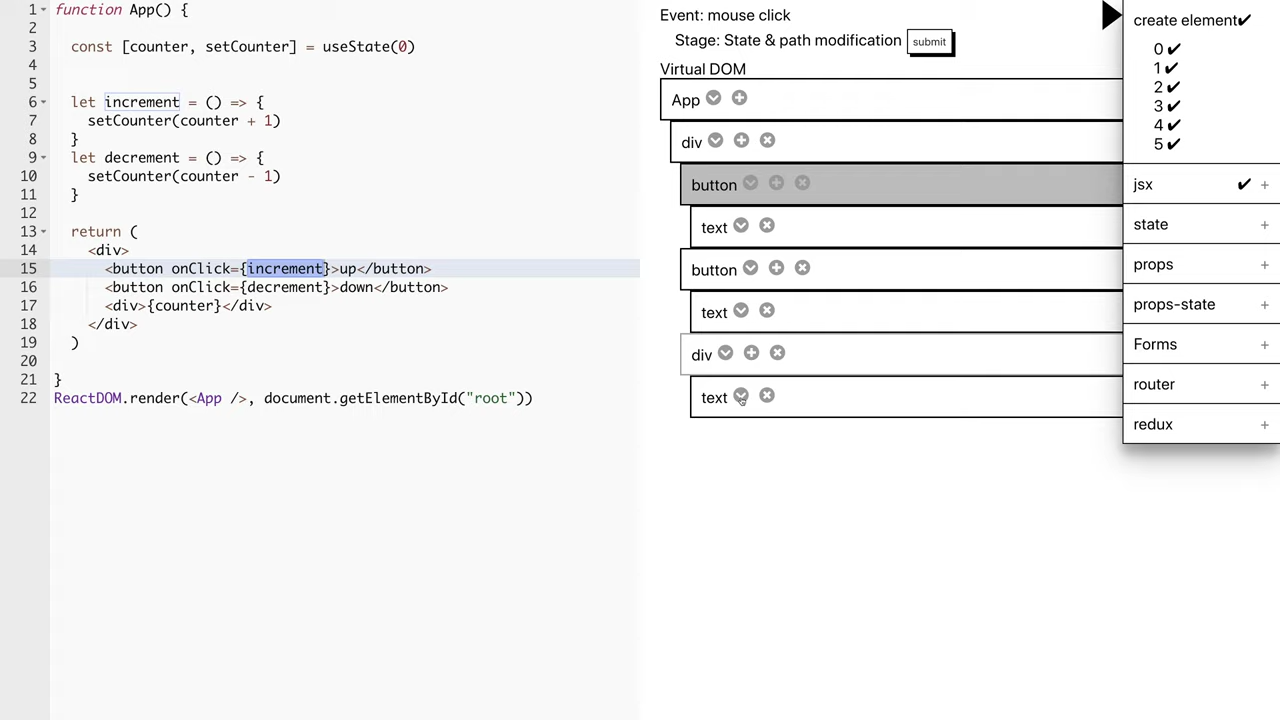 1 function App() {
2
3 const [counter, setCounter] = useState(0)
4
5
6 let increment = () => {
7 setCounter(counter + 1)
8 }
9 let decrement = () => {
10 setCounter(counter - 1)
11 }
12
13 return (
14 <div>
15 <button onClick={increment}>up</button>
16 <button onClick={decrement}>down</button>
17 <div>{counter}</div>
18 </div>
19 )
20
21 }
22 ReactDOM.render(<App />, document.getElementById("root"))
Event: mouse click
Stage: State & path modification submit
Virtual DOM
App
div
button
text
button
text
div
text
create element✔
0 ✔
1 ✔
2 ✔
3 ✔
4 ✔
5 ✔
jsx ✔ +
state +
props +
props-state +
Forms +
router +
redux +